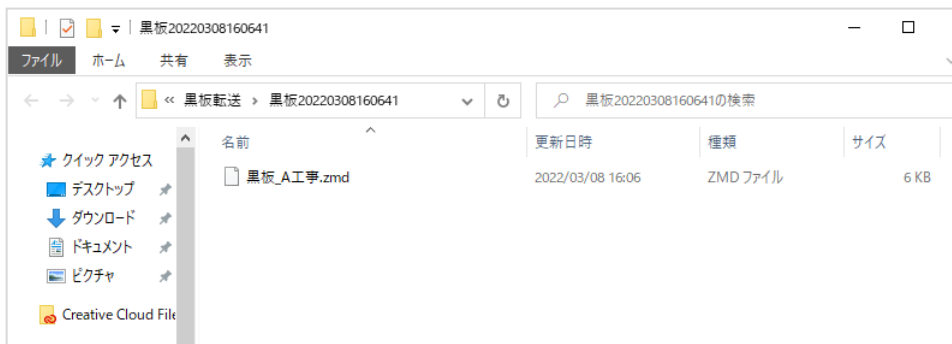 黒板20220308160641
ファイル ホーム 共有 表示
« 黒板転送 › 黒板20220308160641 黒板20220308160641の検索
名前 更新日時 種類 サイズ
クイック アクセス
黒板_A工事.zmd 2022/03/08 16:06 ZMD ファイル 6 KB
デスクトップ
ダウンロード
ドキュメント
ピクチャ
Creative Cloud File